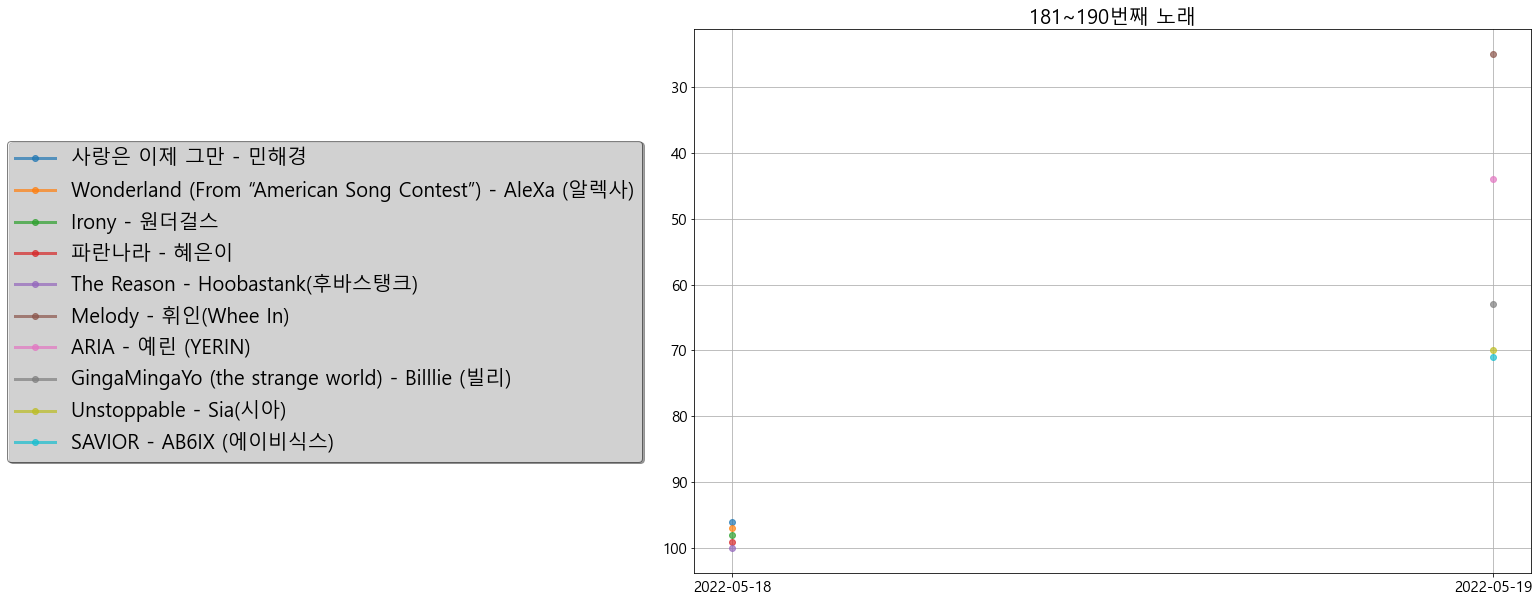 181~190번째 노래
사랑은 이제 그만 - 민해경
Wonderland (From “American Song Contest”) - AleXa (알렉사)
Irony - 원더걸스
파란나라 - 혜은이
The Reason - Hoobastank(후바스탱크)
Melody - 휘인(Whee In)
ARIA - 예린 (YERIN)
GingaMingaYo (the strange world) - Billlie (빌리)
Unstoppable - Sia(시아)
SAVIOR - AB6IX (에이비식스)
30
40
50
60
70
80
90
100
2022-05-18
2022-05-19